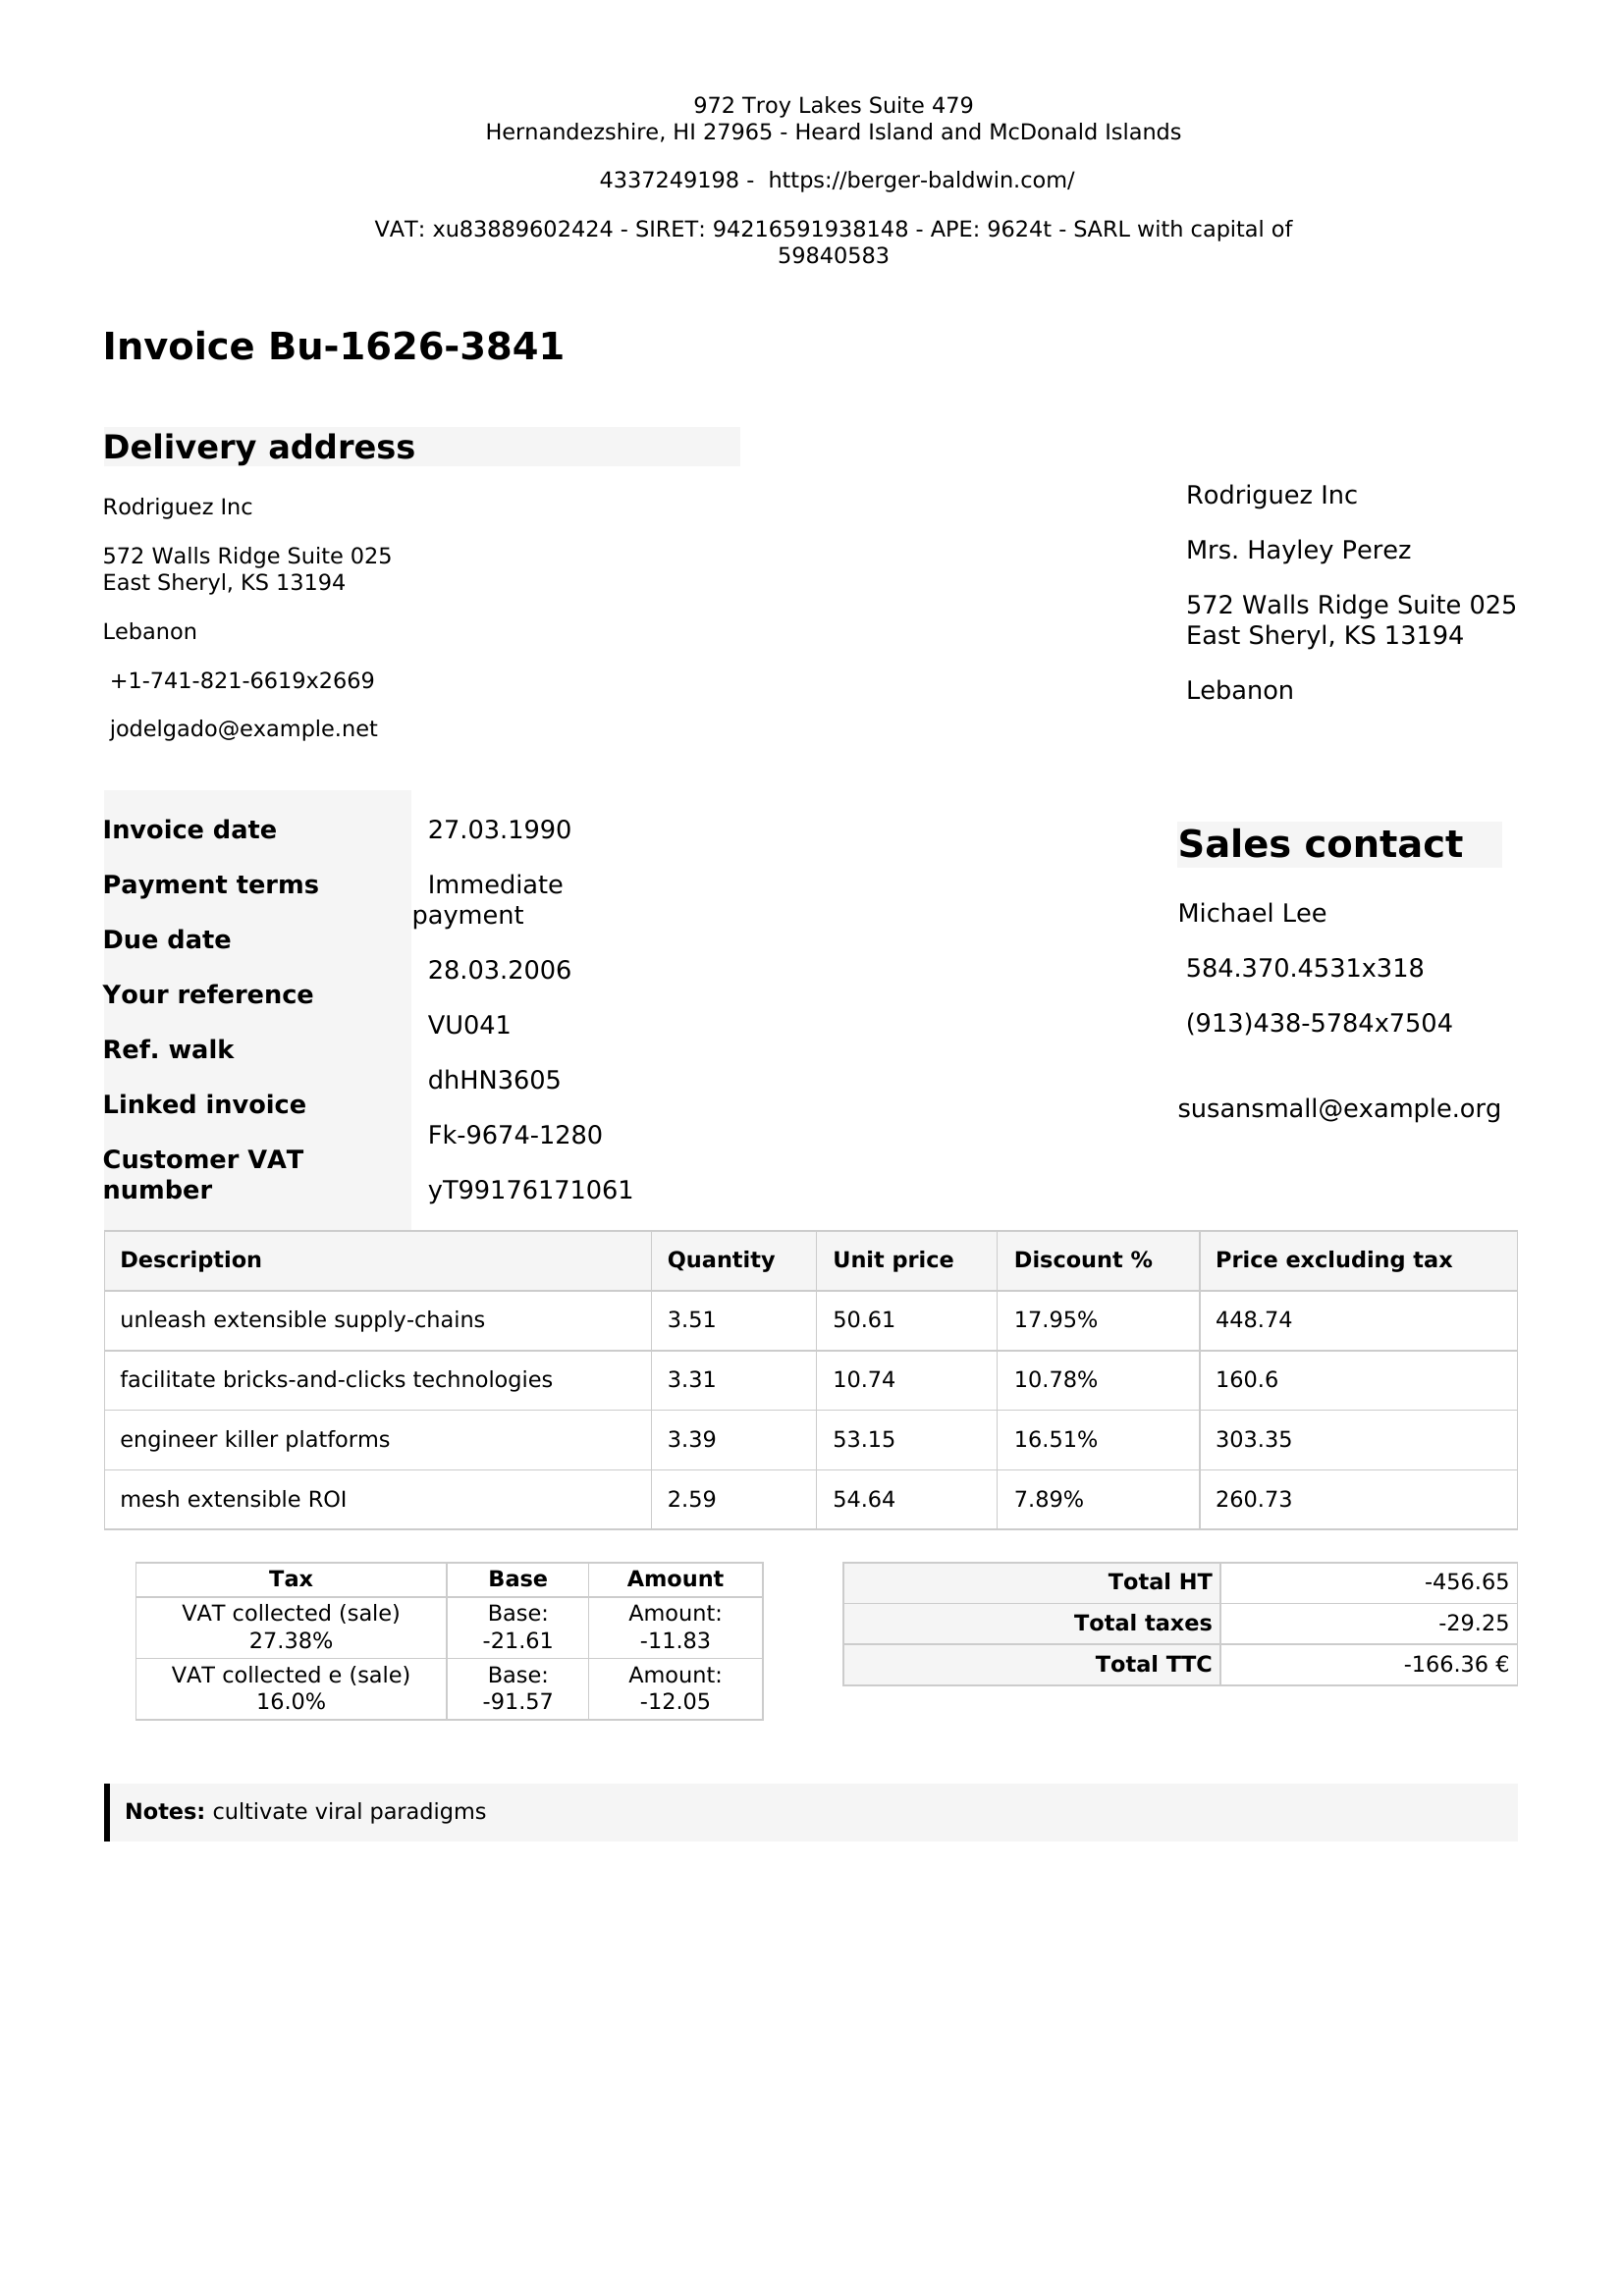 972 Troy Lakes Suite 479
Hernandezshire, HI 27965 - Heard Island and McDonald Islands
4337249198 -  https://berger-baldwin.com/
VAT: xu83889602424 - SIRET: 94216591938148 - APE: 9624t - SARL with capital of
59840583
Invoice Bu-1626-3841
Delivery address
Rodriguez Inc
572 Walls Ridge Suite 025
East Sheryl, KS 13194
Lebanon
+1-741-821-6619x2669
jodelgado@example.net
Rodriguez Inc
Mrs. Hayley Perez
572 Walls Ridge Suite 025
East Sheryl, KS 13194
Lebanon
Invoice date
Payment terms
Due date
Your reference
Ref. walk
Linked invoice
Customer VAT
number
27.03.1990
Immediate
payment
28.03.2006
VU041
dhHN3605
Fk-9674-1280
yT99176171061
Sales contact
Michael Lee
584.370.4531x318
(913)438-5784x7504
susansmall@example.org
Description Quantity Unit price Discount % Price excluding tax
unleash extensible supply-chains 3.51 50.61 17.95% 448.74
facilitate bricks-and-clicks technologies 3.31 10.74 10.78% 160.6
engineer killer platforms 3.39 53.15 16.51% 303.35
mesh extensible ROI 2.59 54.64 7.89% 260.73
Tax Base Amount
VAT collected (sale) Base: Amount:
27.38% -21.61 -11.83
VAT collected e (sale) Base: Amount:
16.0% -91.57 -12.05
Total HT -456.65
Total taxes -29.25
Total TTC -166.36 €
Notes: cultivate viral paradigms